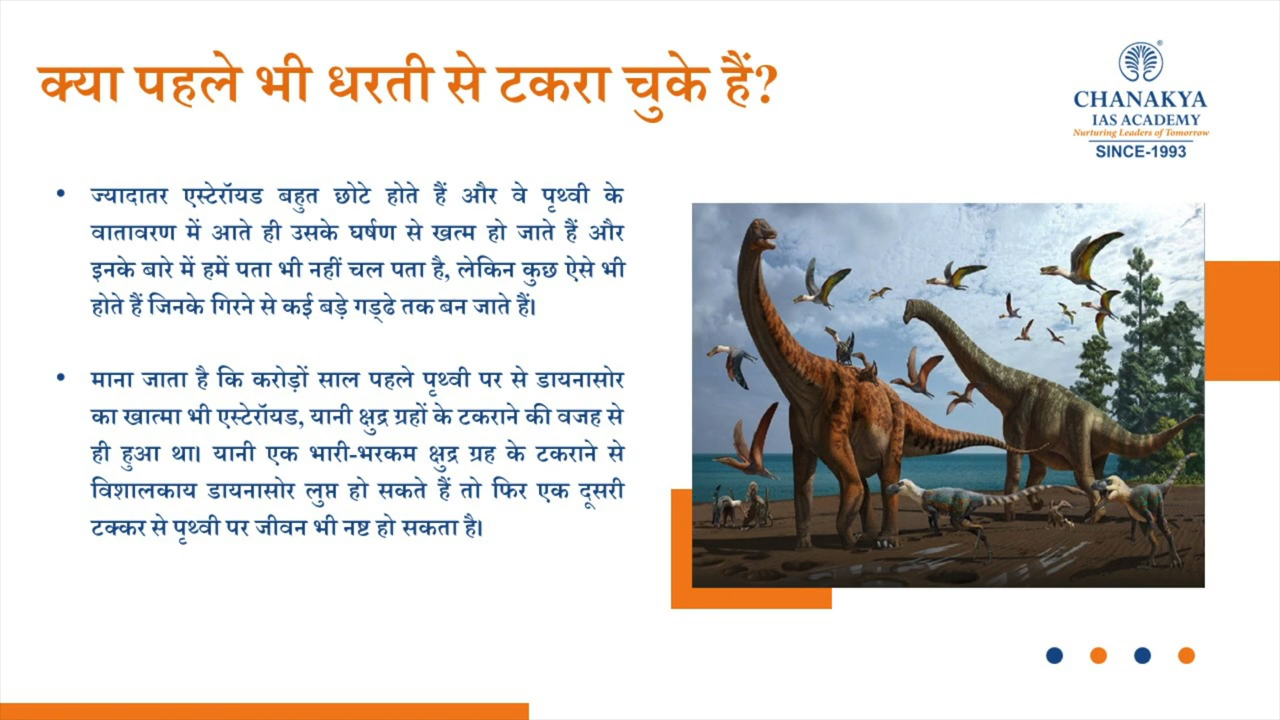 क्या पहले भी धरती से टकरा चुके हैं?
CHANAKYA
IAS ACADEMY
Nurturing Leaders of Tomorrow
SINCE-1993
• ज्यादातर एस्टेरॉयड बहुत छोटे होते हैं और वे पृथ्वी के
वातावरण में आते ही उसके घर्षण से खत्म हो जाते हैं और
इनके बारे में हमें पता भी नहीं चल पता है, लेकिन कुछ ऐसे भी
होते हैं जिनके गिरने से कई बड़े गड्ढे तक बन जाते हैं।
• माना जाता है कि करोड़ों साल पहले पृथ्वी पर से डायनासोर
का खात्मा भी एस्टेरॉयड, यानी क्षुद्र ग्रहों के टकराने की वजह से
ही हुआ था। यानी एक भारी-भरकम क्षुद्र ग्रह के टकराने से
विशालकाय डायनासोर लुप्त हो सकते हैं तो फिर एक दूसरी
टक्कर से पृथ्वी पर जीवन भी नष्ट हो सकता है।